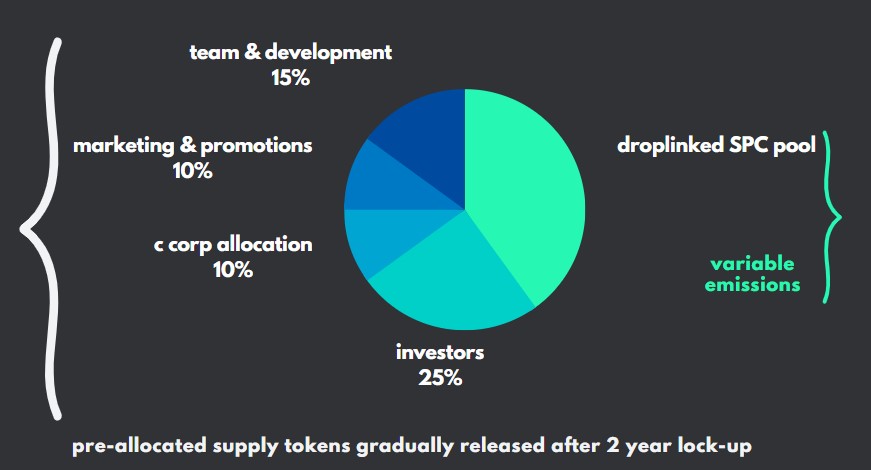 team & development
15%
marketing & promotions
10%
droplinked SPC pool
c corp allocation
10%
variable
emissions
investors
25%
pre-allocated supply tokens gradually released after 2 year lock-up